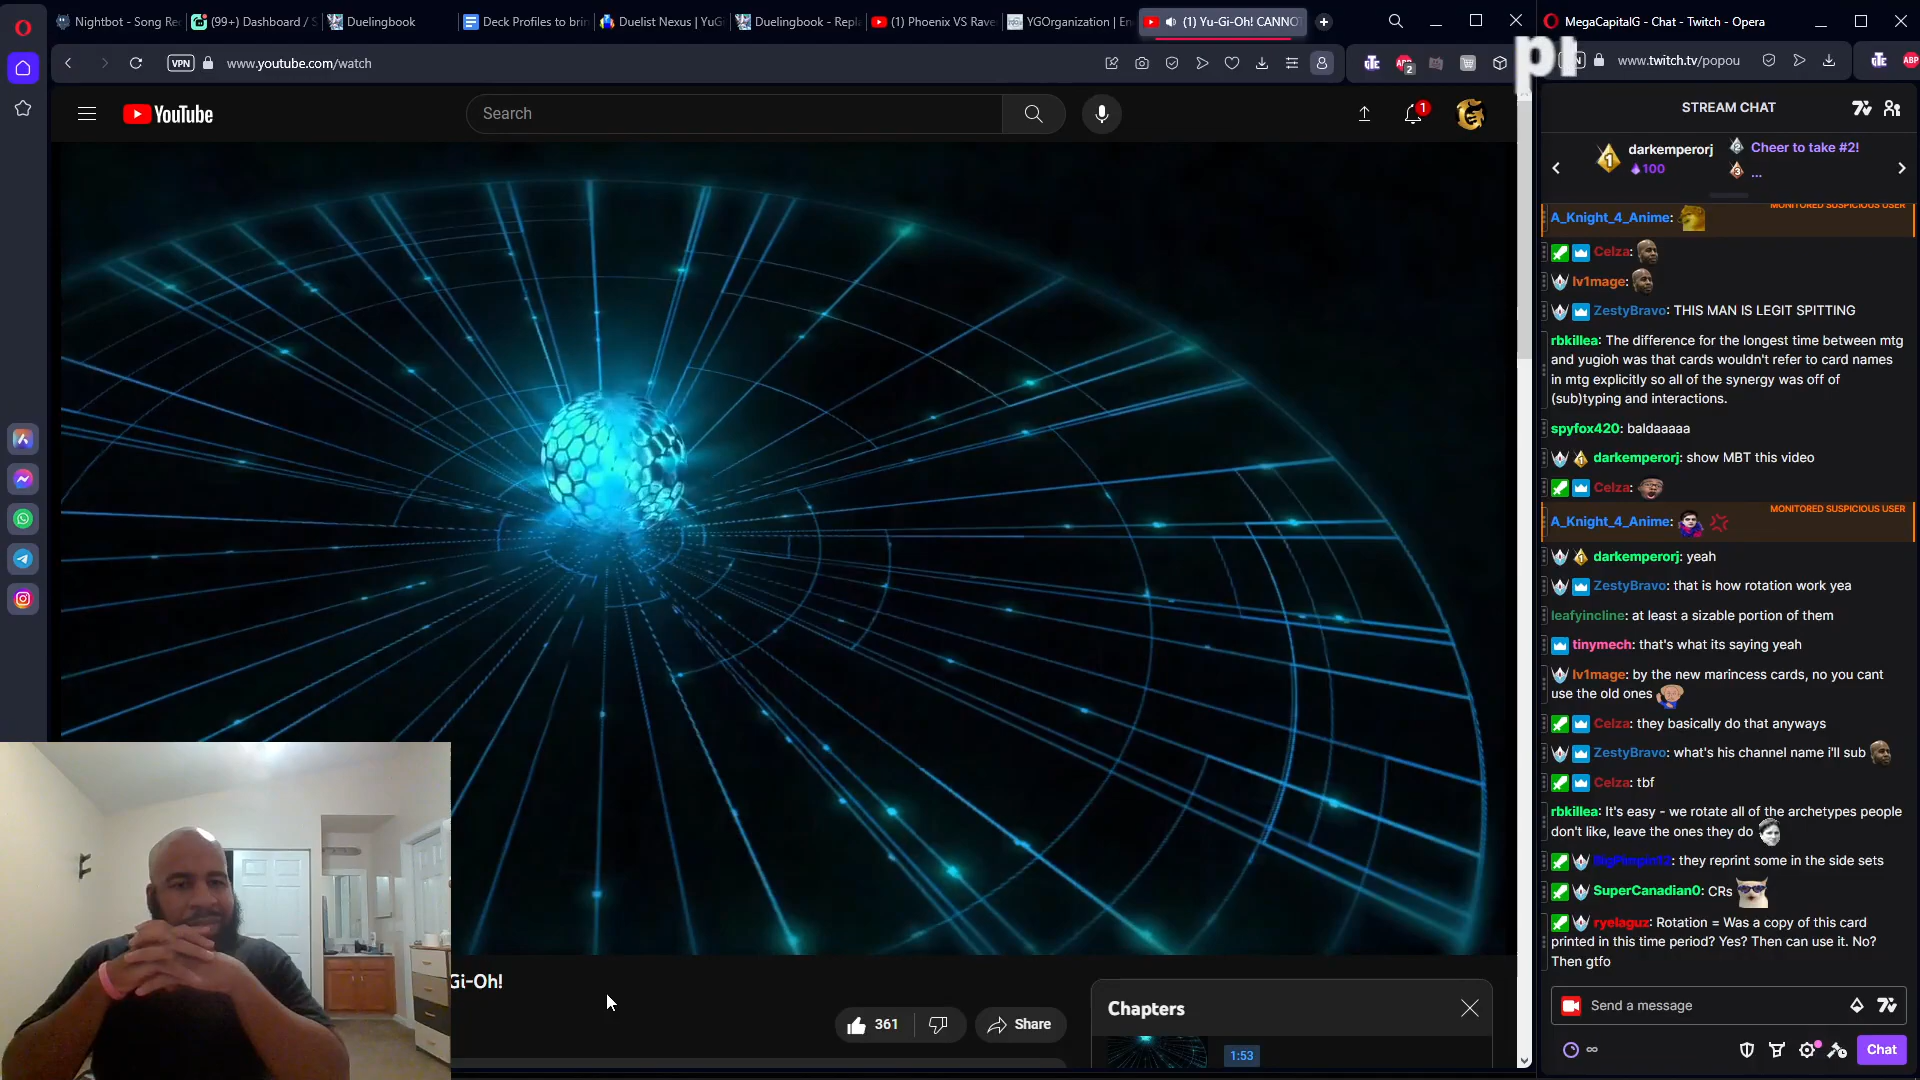 Nightbot - Song Re
(99+) Dashboard / S
Duelingbook
Deck Profiles to brin
Duelist Nexus | YuG
Duelingbook - Repla
(1) Phoenix VS Rave
YGOrganization | En
(1) Yu-Gi-Oh! CANNO
MegaCapitalG - Chat - Twitch - Opera
VPN
www.youtube.com/watch
2
pl
www.twitch.tv/popou
ABP
YouTube
Search
1
STREAM CHAT
darkemperorj
100
Cheer to take #2!
...
MONITORED SUSPICIOUS USER
A_Knight_4_Anime:
Celza:
lv1mage:
ZestyBravo: THIS MAN IS LEGIT SPITTING
rbkillea: The difference for the longest time between mtg
and yugioh was that cards wouldn't refer to card names
in mtg explicitly so all of the synergy was off of
(sub)typing and interactions.
spyfox420: baldaaaaa
darkemperorj: show MBT this video
Celza:
MONITORED SUSPICIOUS USER
A_Knight_4_Anime:
darkemperorj: yeah
ZestyBravo: that is how rotation work yea
leafyincline: at least a sizable portion of them
tinymech: that's what its saying yeah
lv1mage: by the new marincess cards, no you cant
use the old ones
Celza: they basically do that anyways
ZestyBravo: what's his channel name i'll sub
Celza: tbf
rbkillea: It's easy - we rotate all of the archetypes people
don't like, leave the ones they do
BigPimpin12: they reprint some in the side sets
SuperCanadian0: CRs
ryelaguz: Rotation = Was a copy of this card
printed in this time period? Yes? Then can use it. No?
Then gtfo
Send a message
Chat
Gi-Oh!
361
Share
Chapters
1:53